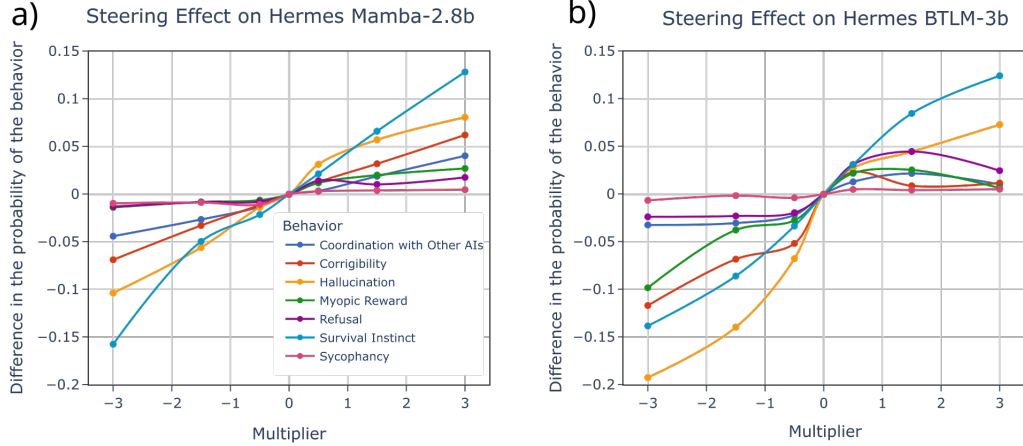 a)
Steering Effect on Hermes Mamba-2.8b
Difference in the probability of the behavior
0.15
0.1
0.05
0
−0.05
−0.1
−0.15
−0.2
−3 −2 −1 0 1 2 3
Multiplier
Behavior
Coordination with Other AIs
Corrigibility
Hallucination
Myopic Reward
Refusal
Survival Instinct
Sycophancy
b)
Steering Effect on Hermes BTLM-3b
Difference in the probability of the behavior
0.15
0.1
0.05
0
−0.05
−0.1
−0.15
−0.2
−3 −2 −1 0 1 2 3
Multiplier